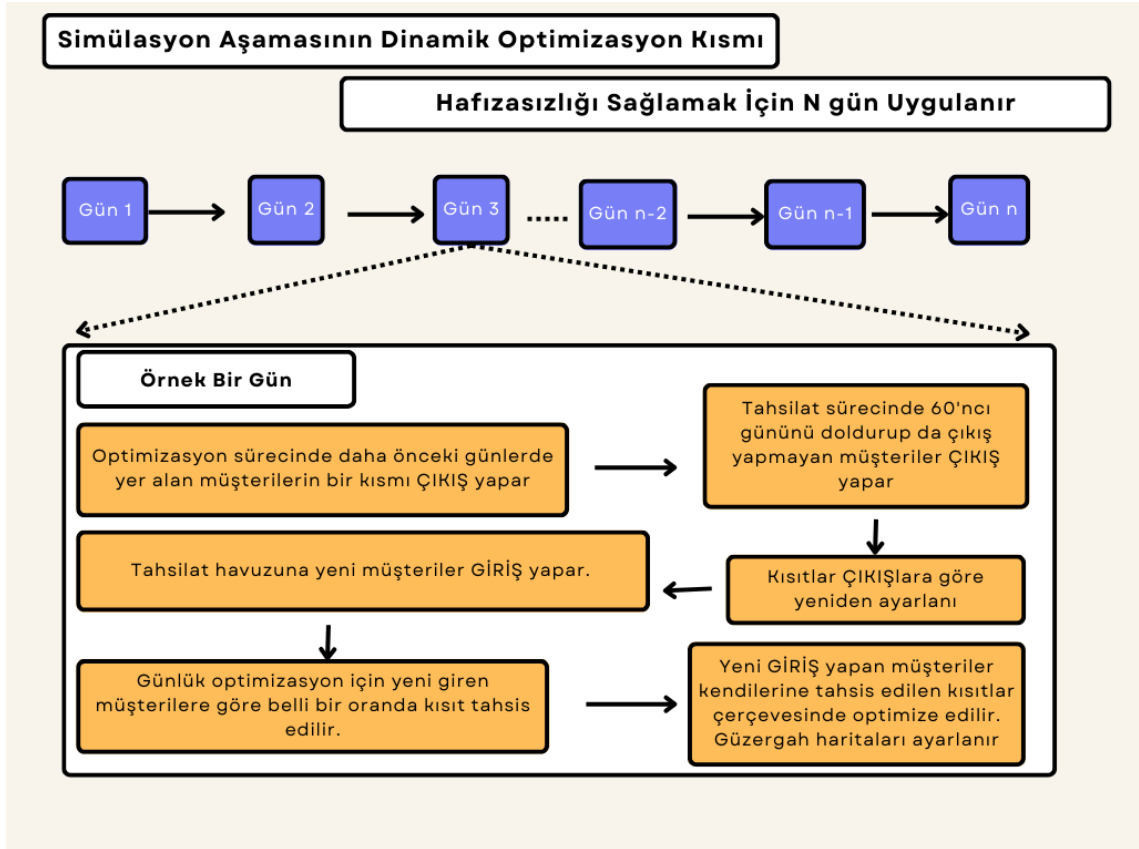 Simülasyon Aşamasının Dinamik Optimizasyon Kısmı
Hafızasızlığı Sağlamak İçin N gün Uygulanır
Gün 1
Gün 2
Gün 3
Gün n-2
Gün n-1
Gün n
Örnek Bir Gün
Optimizasyon sürecinde daha önceki günlerde
yer alan müşterilerin bir kısmı ÇIKIŞ yapar
Tahsilat sürecinde 60'ncı
gününü doldurup da çıkış
yapmayan müşteriler ÇIKIŞ
yapar
Kısıtlar ÇIKIŞlara göre
yeniden ayarlanı
Tahsilat havuzuna yeni müşteriler GİRİŞ yapar.
Günlük optimizasyon için yeni giren
müşterilere göre belli bir oranda kısıt tahsis
edilir.
Yeni GİRİŞ yapan müşteriler
kendilerine tahsis edilen kısıtlar
çerçevesinde optimize edilir.
Güzergah haritaları ayarlanır